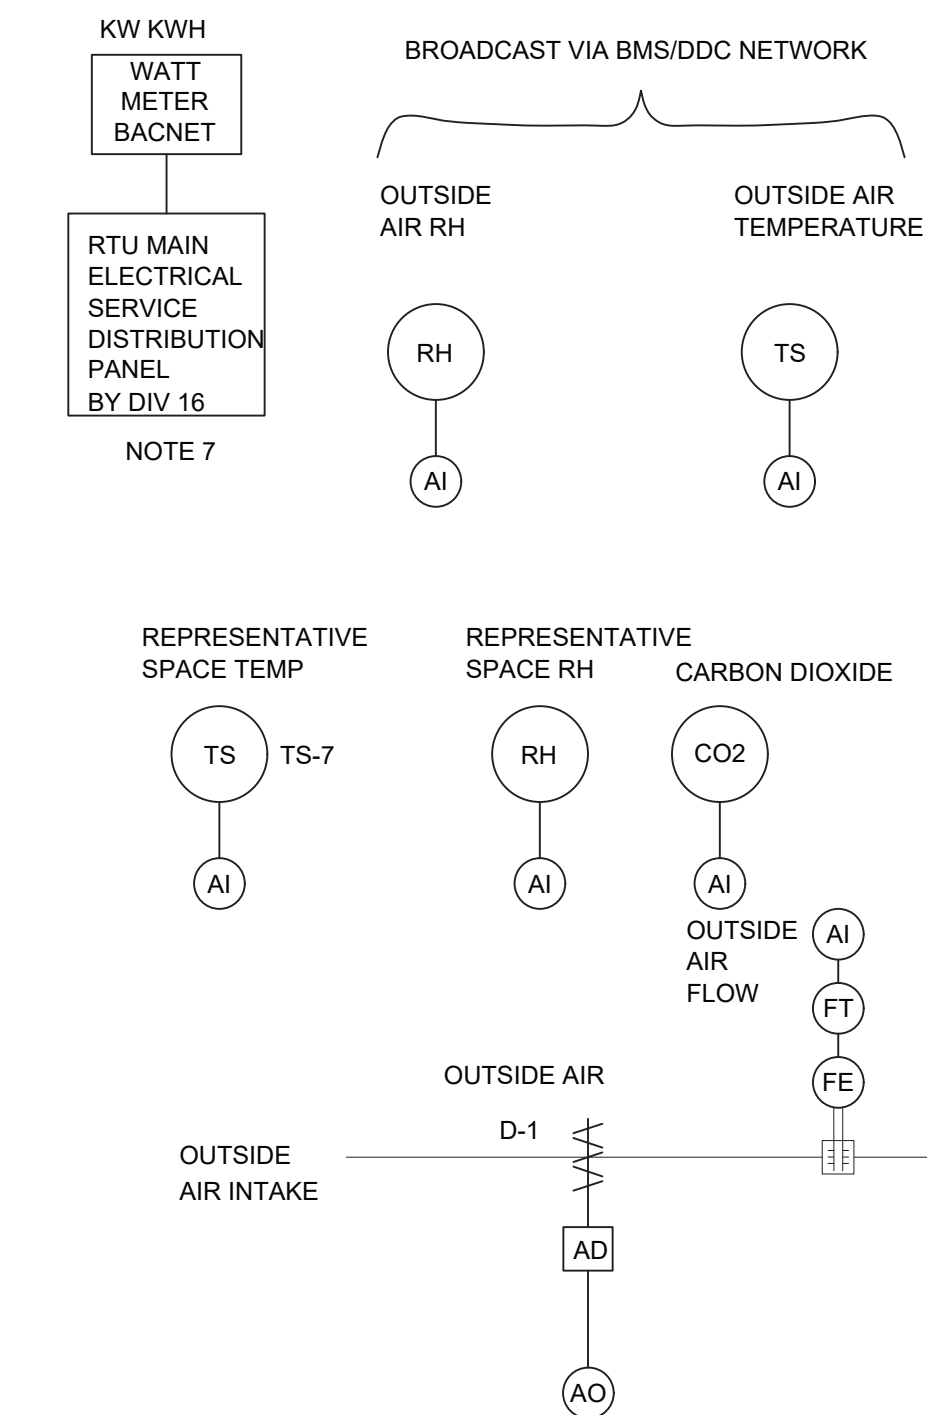 KW KWH
WATT
METER
BACNET
RTU MAIN
ELECTRICAL
SERVICE
DISTRIBUTION
PANEL
BY DIV 16
NOTE 7
BROADCAST VIA BMS/DDC NETWORK
OUTSIDE
AIR RH
RH
AI
OUTSIDE AIR
TEMPERATURE
TS
AI
REPRESENTATIVE
SPACE TEMP
TS
TS-7
AI
REPRESENTATIVE
SPACE RH
RH
AI
CARBON DIOXIDE
CO2
AI
OUTSIDE
AIR
FLOW
AI
FT
FE
OUTSIDE AIR
D-1
OUTSIDE
AIR INTAKE
AD
AO